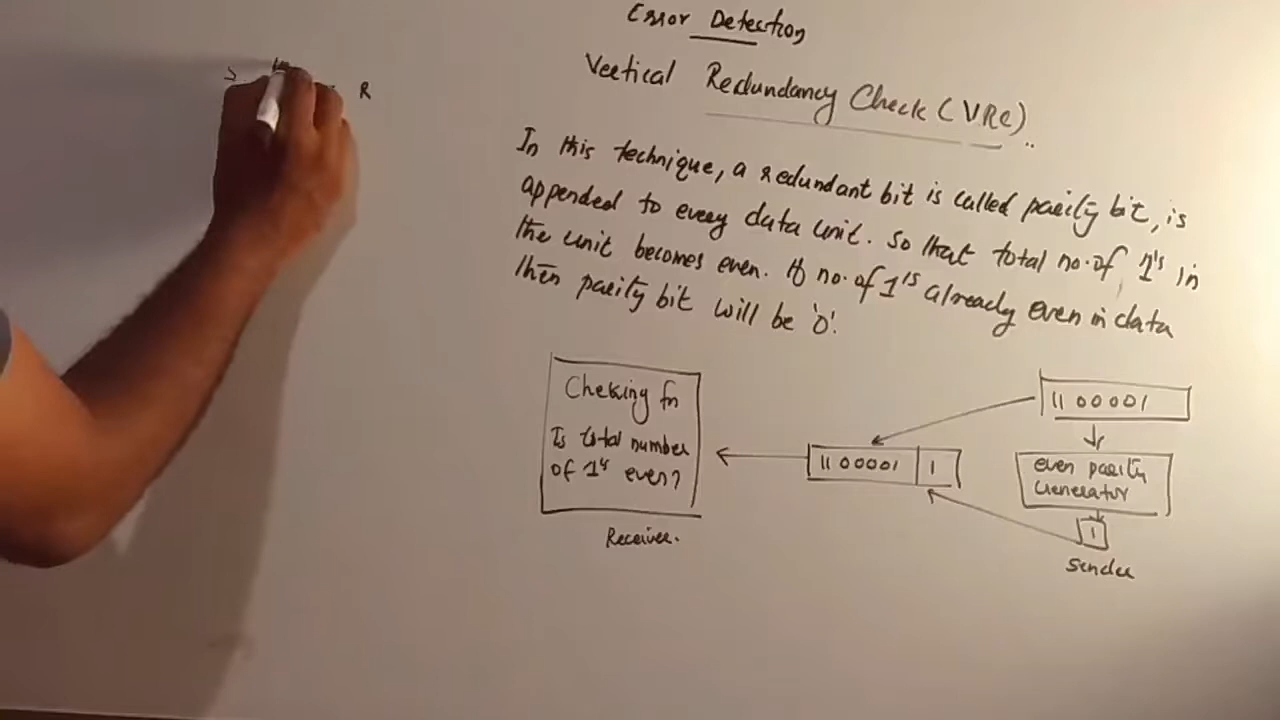 Error Detection
Vertical Redundancy Check (VRC)..
In this technique, a redundant bit is called parity bit, is
appended to every data unit. so that total no. of 1's in
the unit becomes even. If no. of 1's already even in data
then parity bit will be '0'.
S
R
Cheking fn
Is total number
of 1's even?
Receiver.
1100001 1
1100001
even parity
Generator
1
Sender